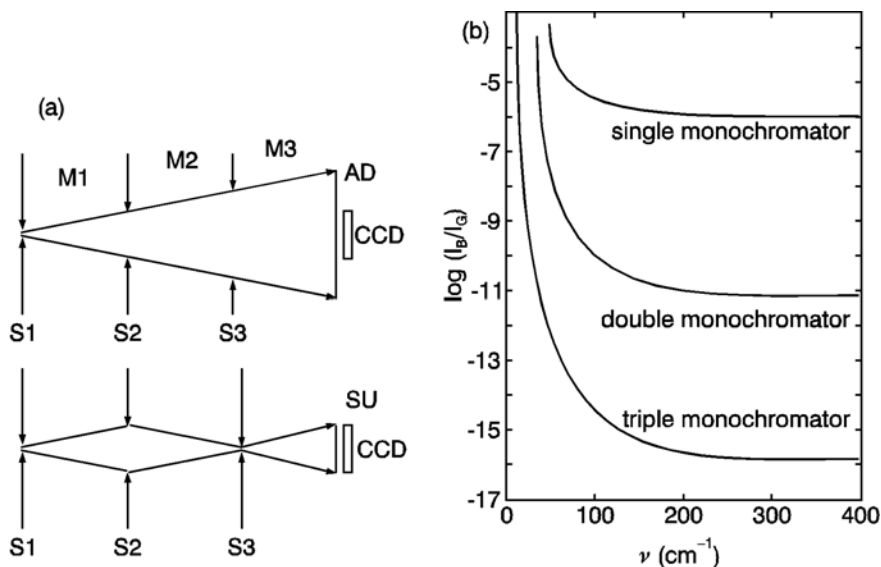 (a)
M1 M2 M3
AD
CCD
S1 S2 S3
SU
CCD
S1 S2 S3
(b)
log (I_B/I_G)
-5
-7
-9
-11
-13
-15
-17
single monochromator
double monochromator
triple monochromator
0 100 200 300 400
ν (cm⁻¹)